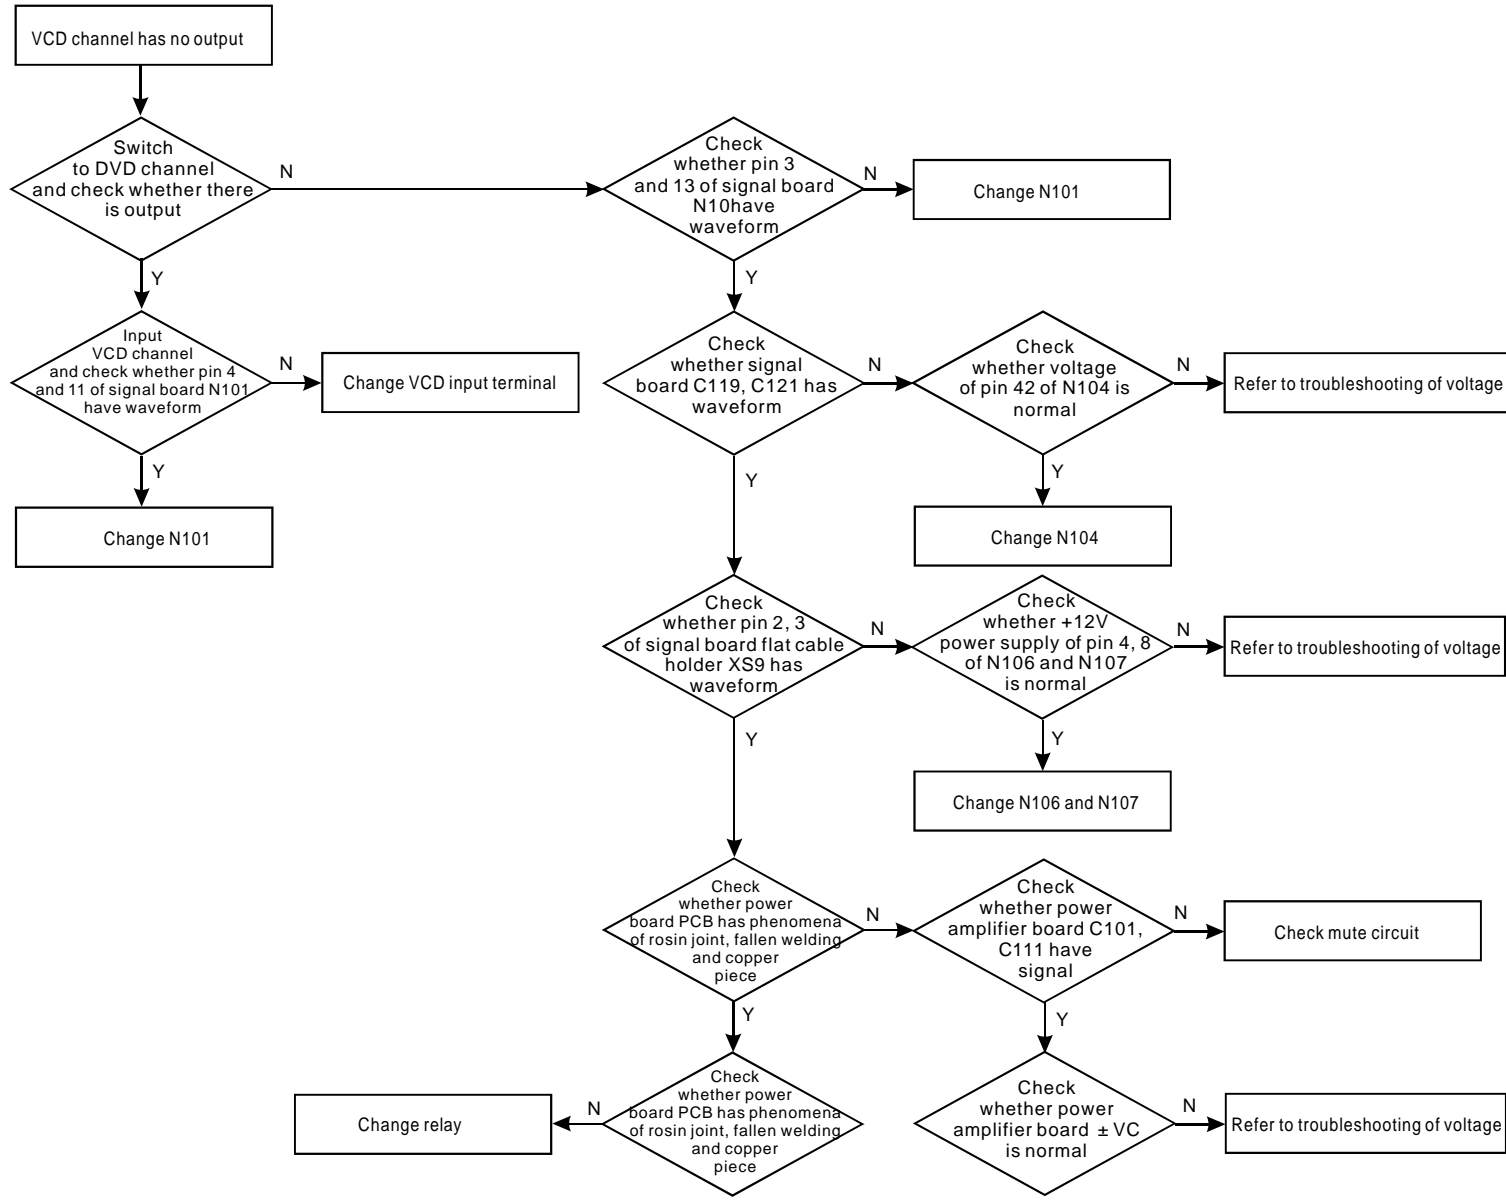 VCD channel has no output
Switch
to DVD channel
and check whether there
is output
N
Check
whether pin 3
and 13 of signal board
N10have
waveform
N
Change N101
Y
Y
Input
VCD channel
and check whether pin 4
and 11 of signal board N101
have waveform
N
Change VCD input terminal
Check
whether signal
board C119, C121 has
waveform
N
Check
whether voltage
of pin 42 of N104 is
normal
N
Refer to troubleshooting of voltage
Y
Y
Y
Change N101
Change N104
Check
whether pin 2, 3
of signal board flat cable
holder XS9 has
waveform
N
Check
whether +12V
power supply of pin 4, 8
of N106 and N107
is normal
N
Refer to troubleshooting of voltage
Y
Y
Change N106 and N107
Check
whether power
board PCB has phenomena
of rosin joint, fallen welding
and copper
piece
N
Check
whether power
amplifier board C101,
C111 have
signal
N
Check mute circuit
Y
Y
Change relay
N
Check
whether power
board PCB has phenomena
of rosin joint, fallen welding
and copper
piece
Check
whether power
amplifier board ± VC
is normal
N
Refer to troubleshooting of voltage